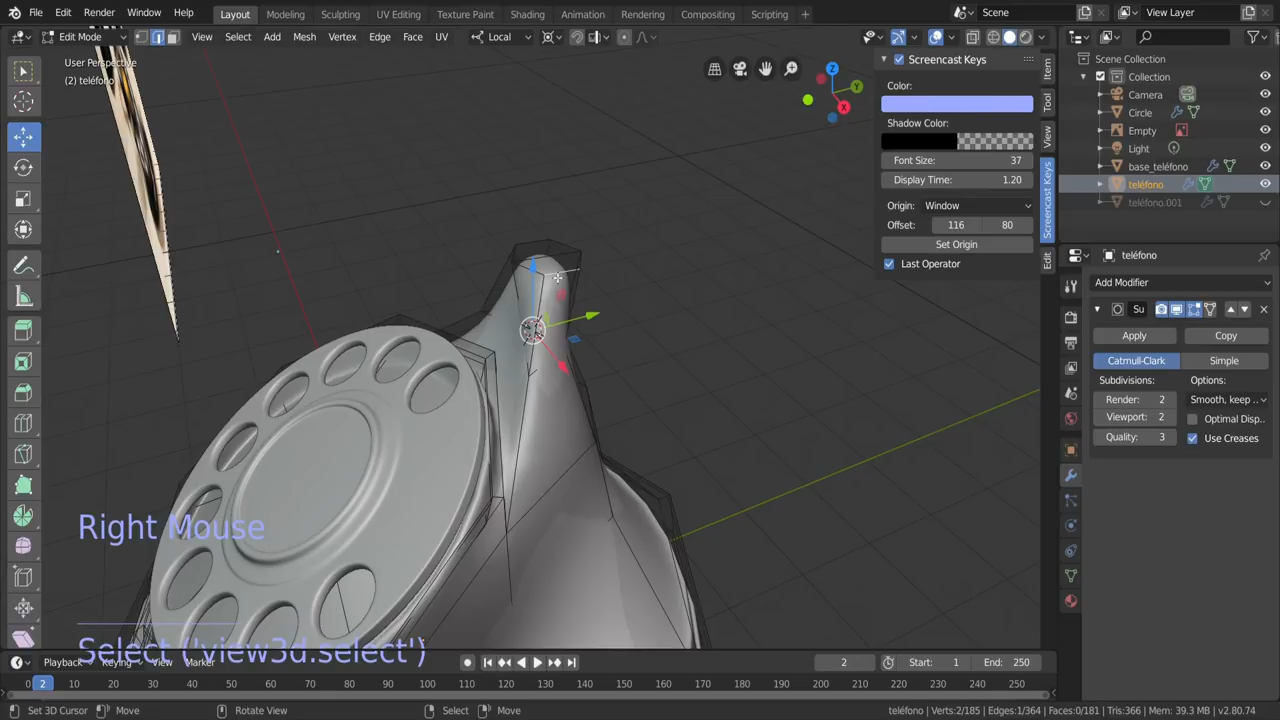 File Edit Render Window Help Layout Modeling Sculpting UV Editing Texture Paint Shading Animation Rendering Compositing Scripting Scene View Layer
Edit Mode View Select Add Mesh Vertex Edge Face UV Local
User Perspective
(2) teléfono
Z
Y
X
Screencast Keys
Color:
Shadow Color:
Font Size: 37
Display Time: 1.20
Origin: Window
Offset: 116 80
Set Origin
Last Operator
Item
Tool
View
Screencast Keys
Edit
Scene Collection
Collection
Camera
Circle
Empty
Light
base_teléfono
teléfono
teléfono.001
teléfono
Add Modifier
Su
Apply Copy
Catmull-Clark Simple
Subdivisions: Options:
Render: 2 Smooth, keep ..
Viewport: 2 Optimal Disp..
Quality: 3 Use Creases
Right Mouse
Select ('view3d.select')
Playback Keying View Marker 2 Start: 1 End: 250
0 2 10 20 30 40 50 60 70 80 90 100 110 120 130 140 150 160 170 180 190 200 210 220 230 240 250
Set 3D Cursor Move Rotate View Select Move teléfono | Verts:2/185 | Edges:1/364 | Faces:0/181 | Tris:366 | Mem: 39.3 MB | v2.80.74